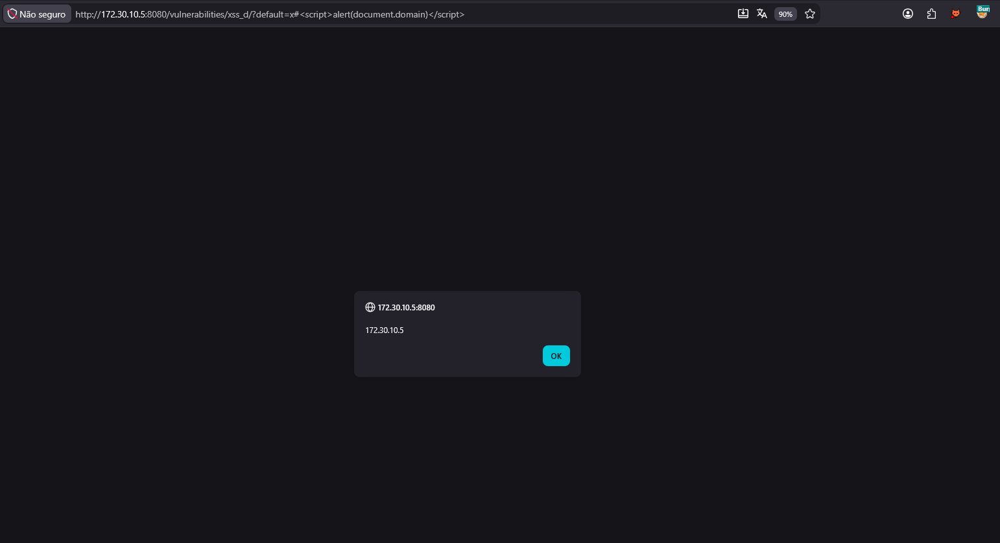 Não seguro
http://172.30.10.5:8080/vulnerabilities/xss_d/?default=x#<script>alert(document.domain)</script>
90%
Bur
172.30.10.5:8080
172.30.10.5
OK